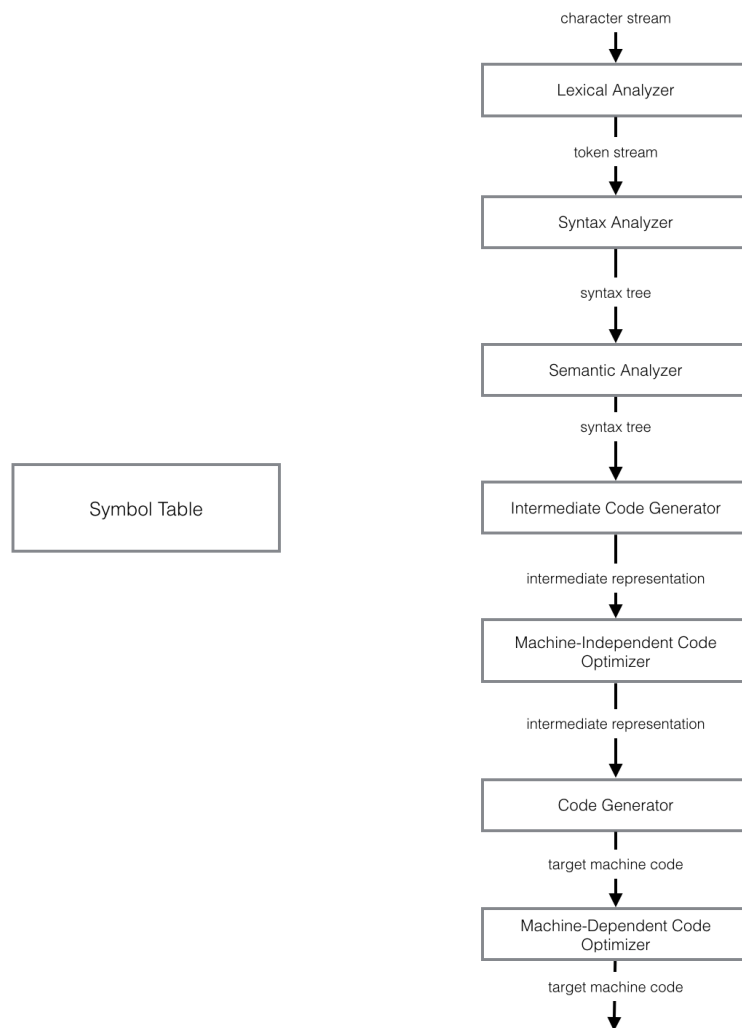 character stream
Lexical Analyzer
token stream
Syntax Analyzer
syntax tree
Semantic Analyzer
syntax tree
Symbol Table
Intermediate Code Generator
intermediate representation
Machine-Independent Code
Optimizer
intermediate representation
Code Generator
target machine code
Machine-Dependent Code
Optimizer
target machine code